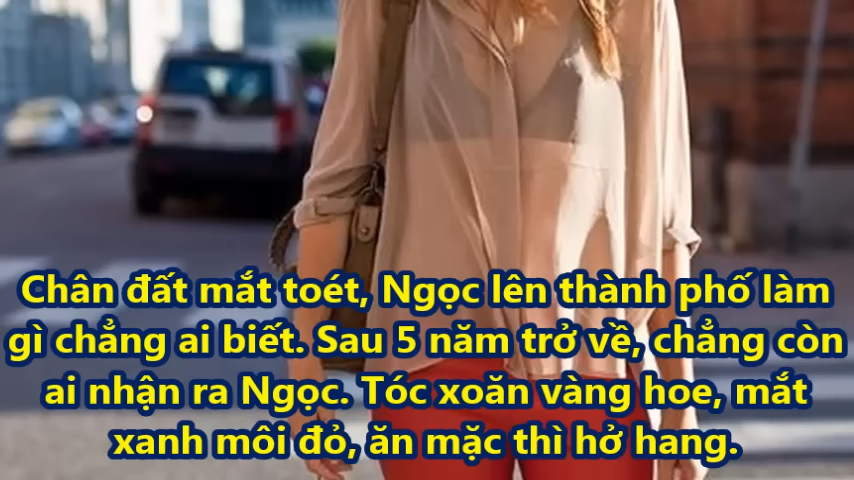 Chân đất mắt toét, Ngọc lên thành phố làm
gì chẳng ai biết. Sau 5 năm trở về, chẳng còn
ai nhận ra Ngọc. Tóc xoăn vàng hoe, mắt
xanh môi đỏ, ăn mặc thì hở hang.